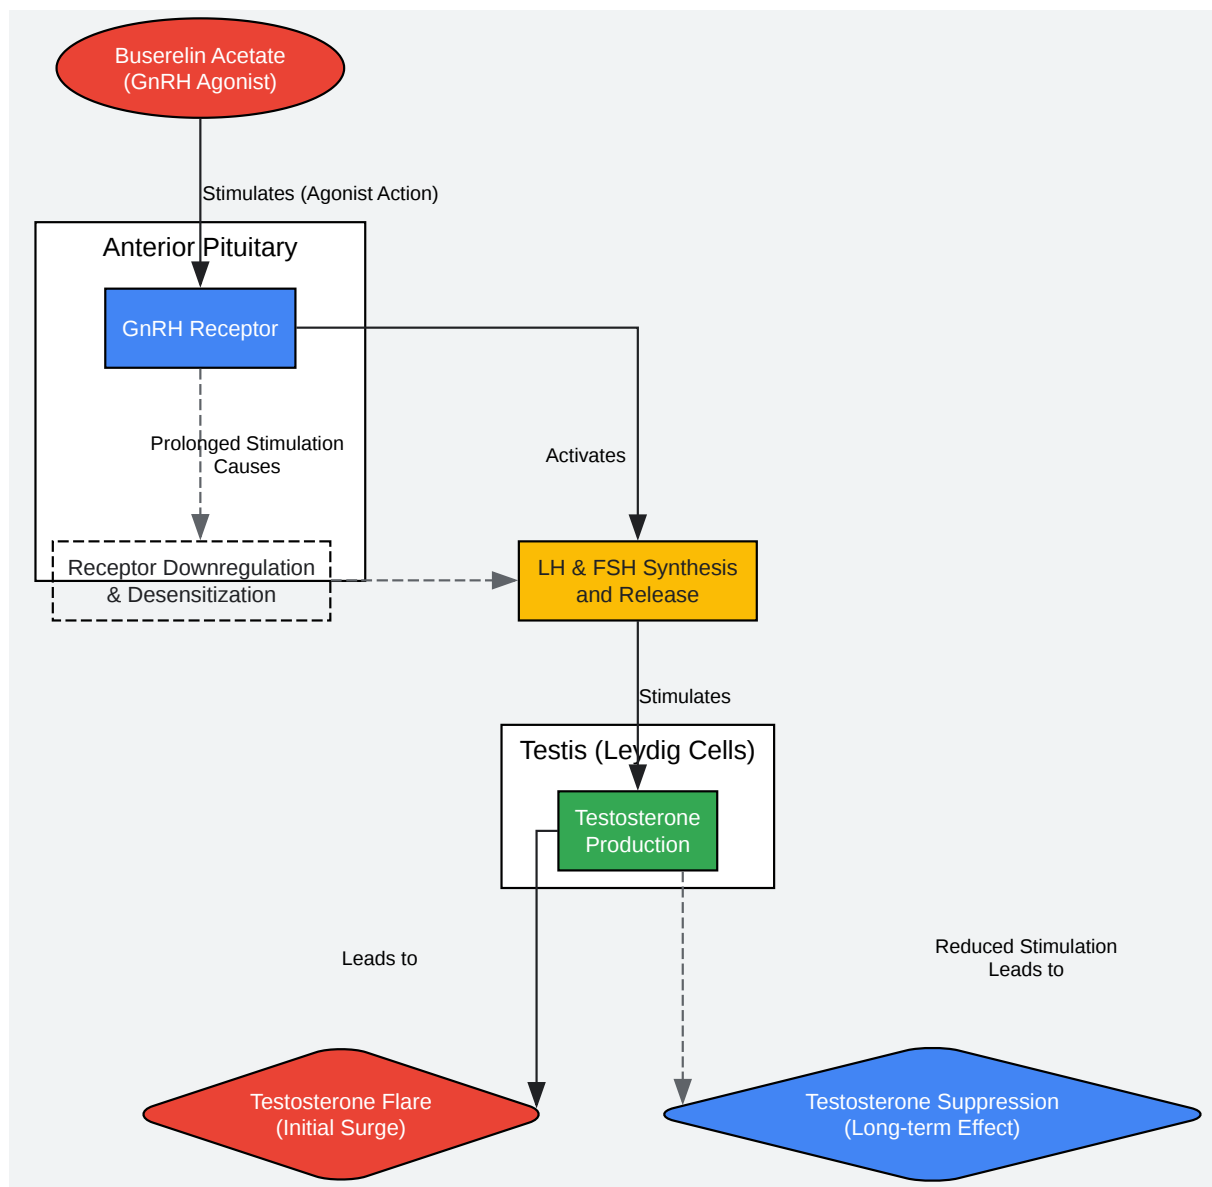 Buserelin Acetate
(GnRH Agonist)
Stimulates (Agonist Action)
Anterior Pituitary
GnRH Receptor
Prolonged Stimulation
Causes
Activates
Receptor Downregulation
& Desensitization
LH & FSH Synthesis
and Release
Stimulates
Testis (Leydig Cells)
Testosterone
Production
Leads to
Reduced Stimulation
Leads to
Testosterone Flare
(Initial Surge)
Testosterone Suppression
(Long-term Effect)